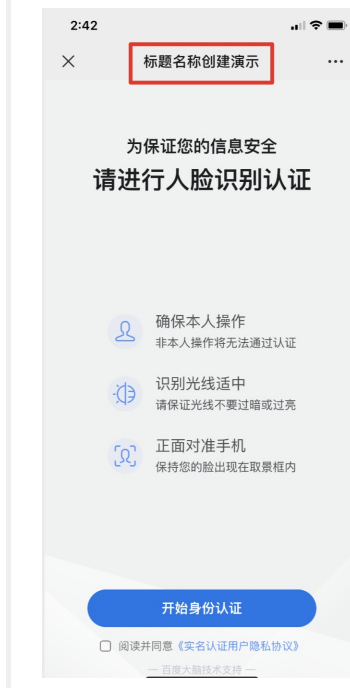 2:42
标题名称创建演示
为保证您的信息安全
请进行人脸识别认证
确保本人操作
非本人操作将无法通过认证
识别光线适中
请保证光线不要过暗或过亮
正面对准手机
保持您的脸出现在取景框内
开始身份认证
阅读并同意《实名认证用户隐私协议》
— 百度大脑技术支持 —